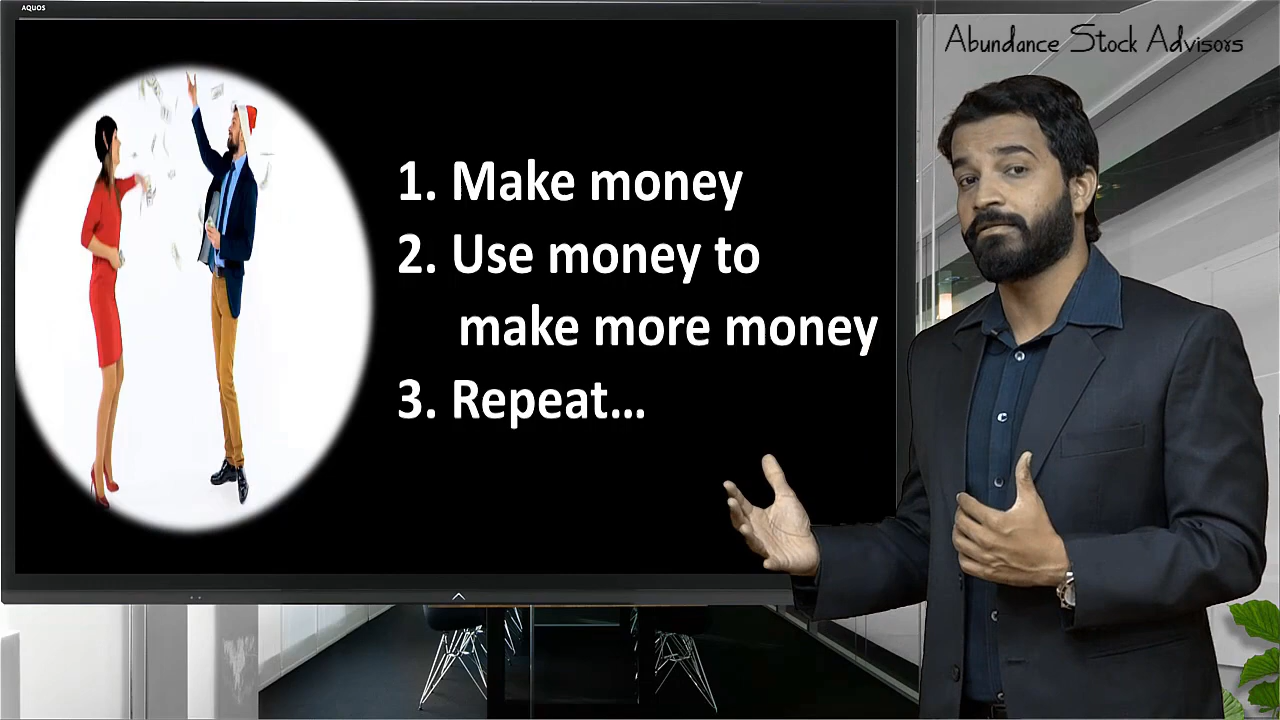 AQUOS
Abundance Stock Advisors
1. Make money
2. Use money to
make more money
3. Repeat...